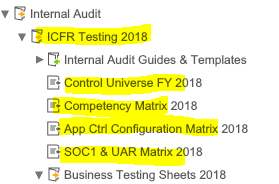 Internal Audit
ICFR Testing 2018
Internal Audit Guides & Templates
Control Universe FY 2018
Competency Matrix 2018
App Ctrl Configuration Matrix 2018
SOC1 & UAR Matrix 2018
Business Testing Sheets 2018